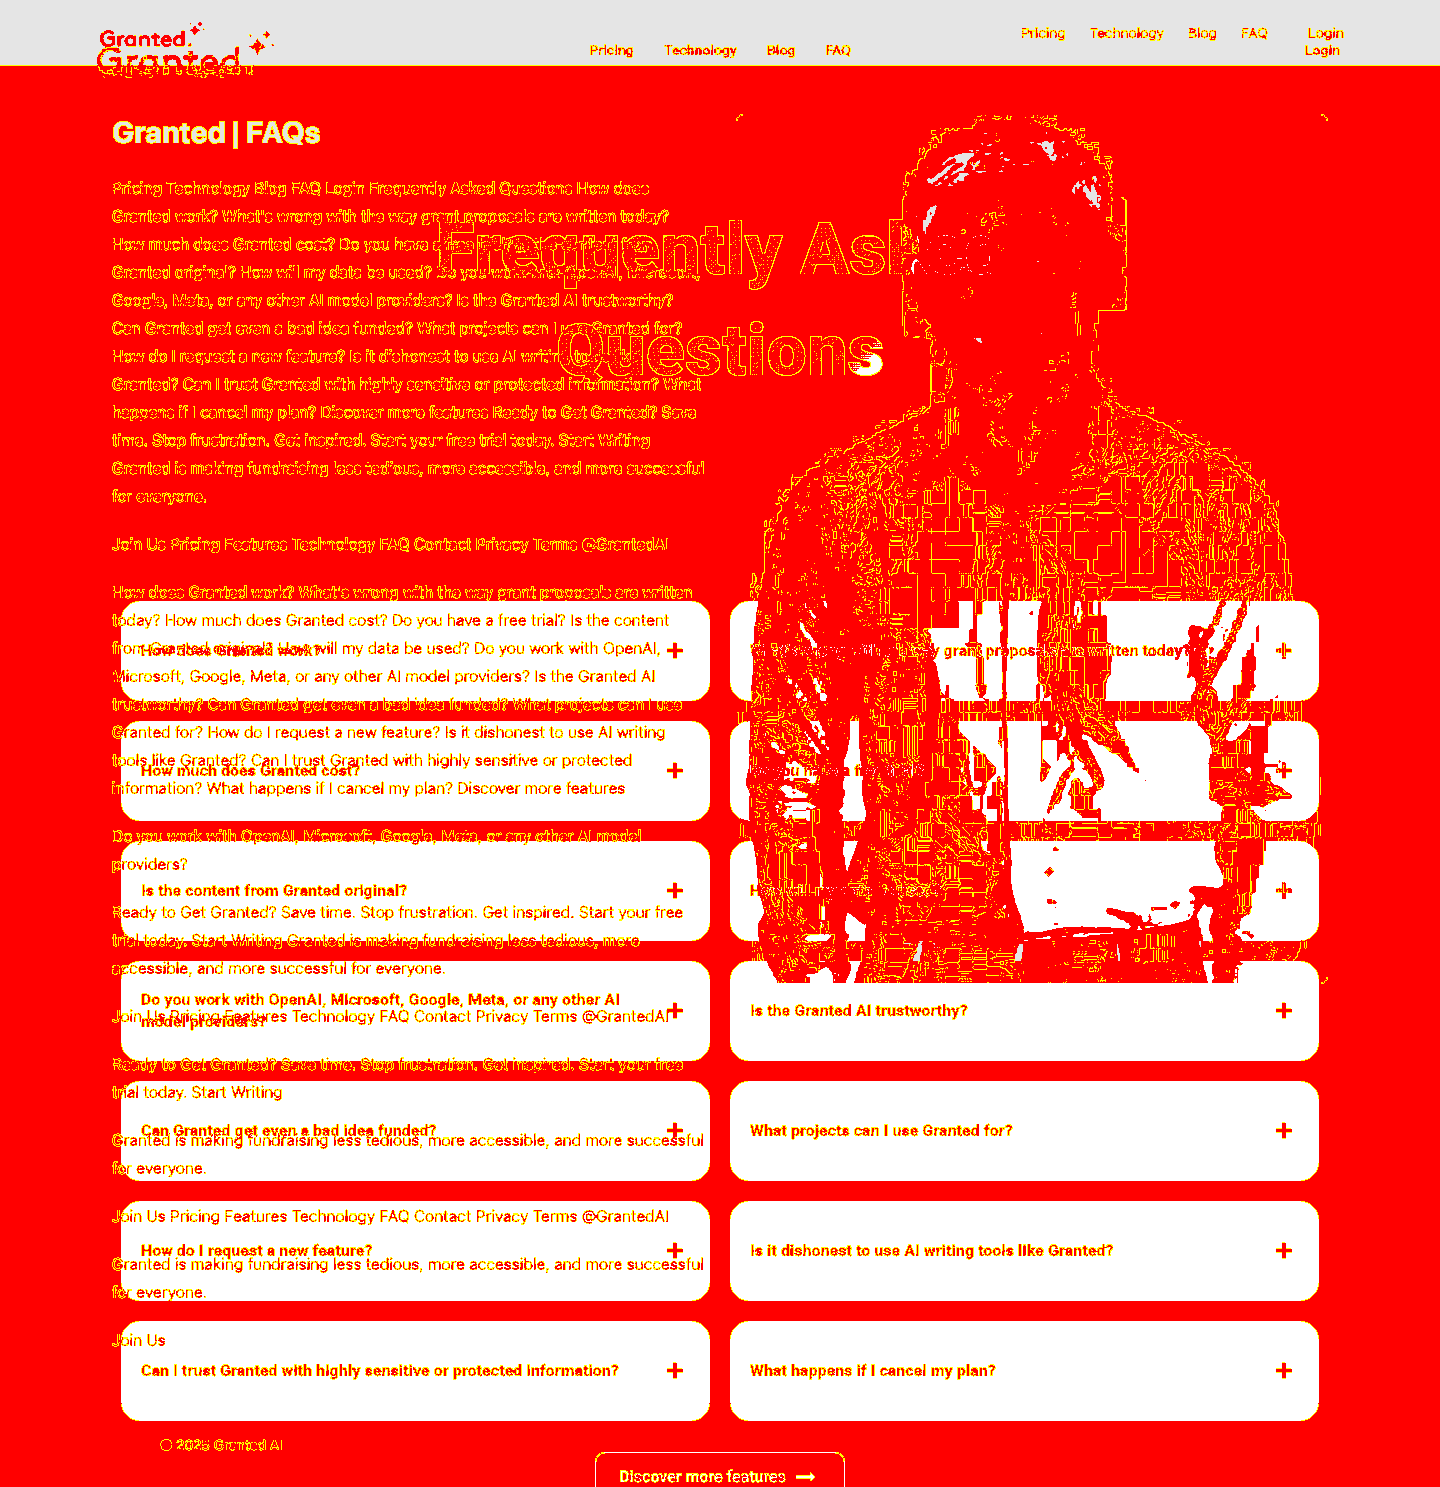 Granted
Pricing Technology Blog FAQ Login
Granted
Pricing Technology Blog FAQ Login
Granted | FAQs
Pricing Technology Blog FAQ Login Frequently Asked Questions How does
Granted work? What's wrong with the way grant proposals are written today?
How much does Granted cost? Do you have
Granted original? How will my data be used? Do you work with OpenAI, Microsoft,
Google, Meta, or any other AI model providers? Is the Granted AI trustworthy?
Can Granted get even a bad idea funded? What projects can I use Granted for?
How do I request a new feature? Is it dishonest to use AI writing
Granted? Can I trust Granted with highly sensitive or protected information? What
happens if I cancel my plan? Discover more features Ready to Get Granted? Save
time. Stop frustration. Get inspired. Start your free trial today. Start Writing
Granted is making fundraising less tedious, more accessible, and more successful
for everyone.
Frequently
Questions
Join Us Pricing Features Technology FAQ Contact Privacy Terms @GrantedAI
How does Granted work? What's wrong with the way grant proposals are written
today? How much does Granted cost? Do you have a free trial? Is the content
from Granted original? How will my data be used? Do you work with OpenAI,
Microsoft, Google, Meta, or any other AI model providers? Is the Granted AI
trustworthy? Can Granted get even a bad idea funded? What projects can I use
Granted for? How do I request a new feature? Is it dishonest to use AI writing
tools like Granted? Can I trust Granted with highly sensitive or protected
information? What happens if I cancel my plan? Discover more features
How does Granted work?
grant proposals written today?
How much does Granted cost?
Do you work with OpenAI, Microsoft, Google, Meta, or any other AI model
providers?
Is the content from Granted original?
Ready to Get Granted? Save time. Stop frustration. Get inspired. Start your free
trial today. Start Writing Granted is making fundraising less tedious, more
accessible, and more successful for everyone.
Do you work with OpenAI, Microsoft, Google, Meta, or any other AI
model providers?
Is the Granted AI trustworthy?
Join Us Pricing Features Technology FAQ Contact Privacy Terms @GrantedAI
Ready to Get Granted? Save time. Stop frustration. Get inspired. Start your free
trial today. Start Writing
Can Granted get even a bad idea funded?
What projects can I use Granted for?
Granted is making fundraising less tedious, more accessible, and more successful
for everyone.
Join Us Pricing Features Technology FAQ Contact Privacy Terms @GrantedAI
How do I request a new feature?
Is it dishonest to use AI writing tools like Granted?
Granted is making fundraising less tedious, more accessible, and more successful
for everyone.
Join Us
Can I trust Granted with highly sensitive or protected information?
What happens if I cancel my plan?
© 2025 Granted AI
Discover more features